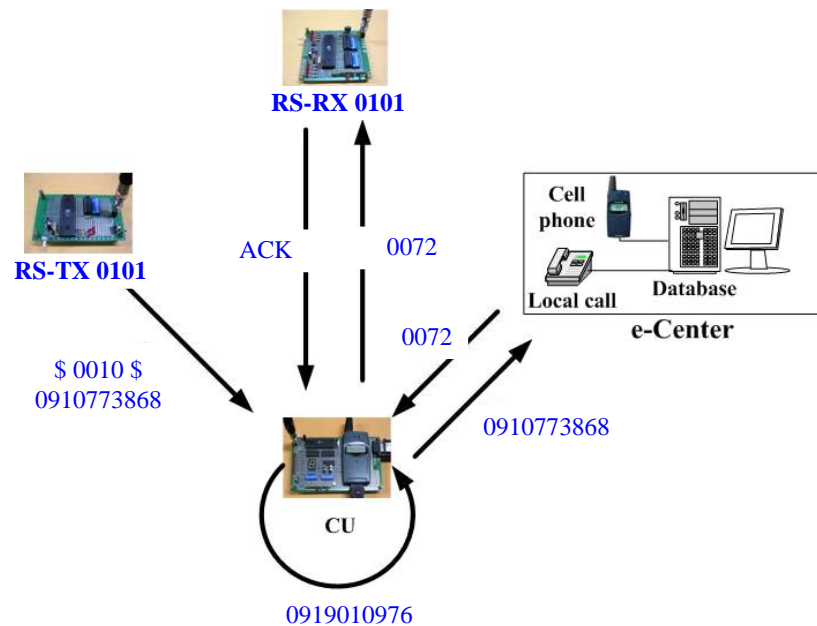 RS-RX 0101
RS-TX 0101
ACK
0072
Cell
phone
Local call
Database
e-Center
0072
$ 0010 $
0910773868
0910773868
CU
0919010976